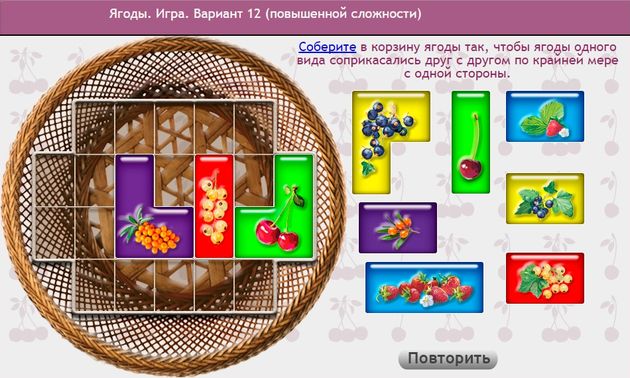 Ягоды. Игра. Вариант 12 (повышенной сложности)
Соберите в корзину ягоды так, чтобы ягоды одного
вида соприкасались друг с другом по крайней мере
с одной стороны.
Повторить